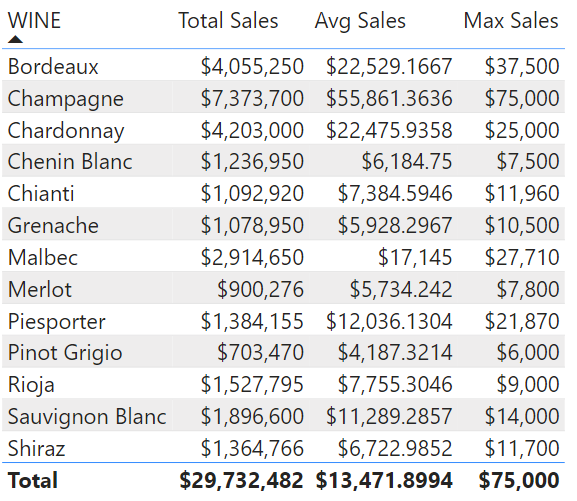 WINE Total Sales Avg Sales Max Sales
Bordeaux $4,055,250 $22,529.1667 $37,500
Champagne $7,373,700 $55,861.3636 $75,000
Chardonnay $4,203,000 $22,475.9358 $25,000
Chenin Blanc $1,236,950 $6,184.75 $7,500
Chianti $1,092,920 $7,384.5946 $11,960
Grenache $1,078,950 $5,928.2967 $10,500
Malbec $2,914,650 $17,145 $27,710
Merlot $900,276 $5,734.242 $7,800
Piesporter $1,384,155 $12,036.1304 $21,870
Pinot Grigio $703,470 $4,187.3214 $6,000
Rioja $1,527,795 $7,755.3046 $9,000
Sauvignon Blanc $1,896,600 $11,289.2857 $14,000
Shiraz $1,364,766 $6,722.9852 $11,700
Total $29,732,482 $13,471.8994 $75,000